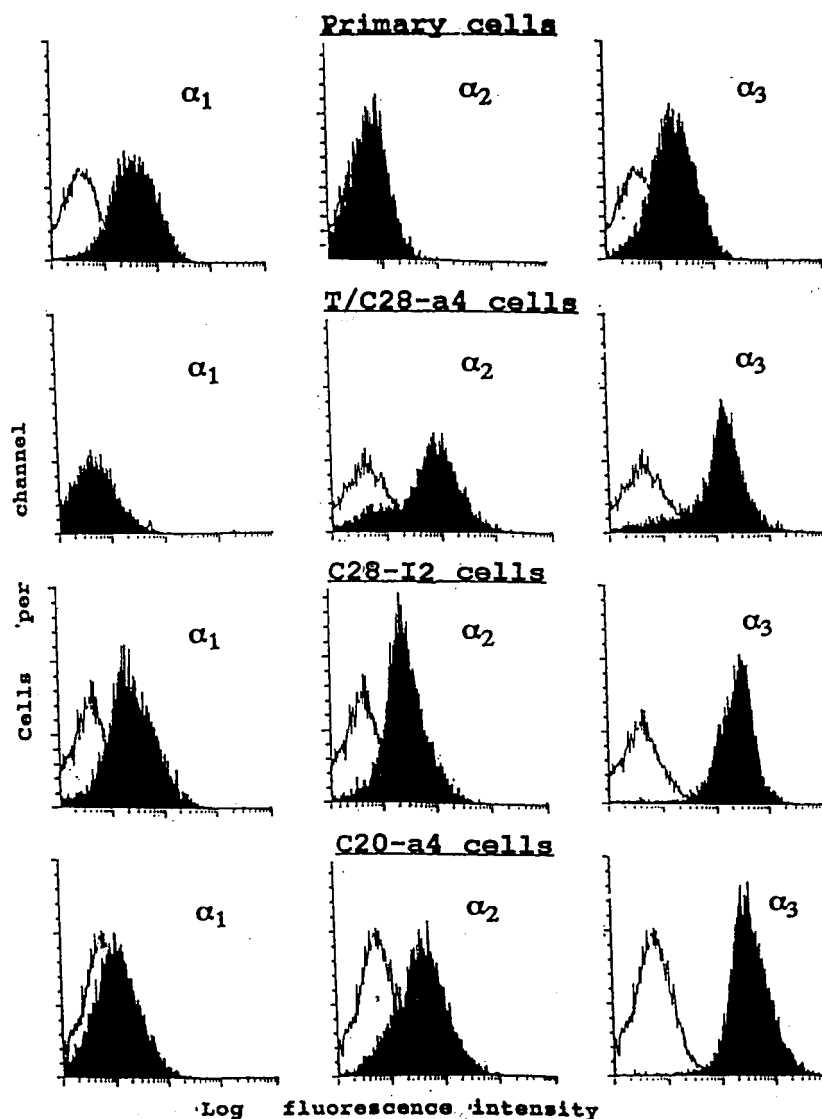 Primary cells
α1 α2 α3
T/C28-a4 cells
α1 α2 α3
C28-I2 cells
α1 α2 α3
C20-a4 cells
α1 α2 α3
Cells per channel
Log fluorescence intensity